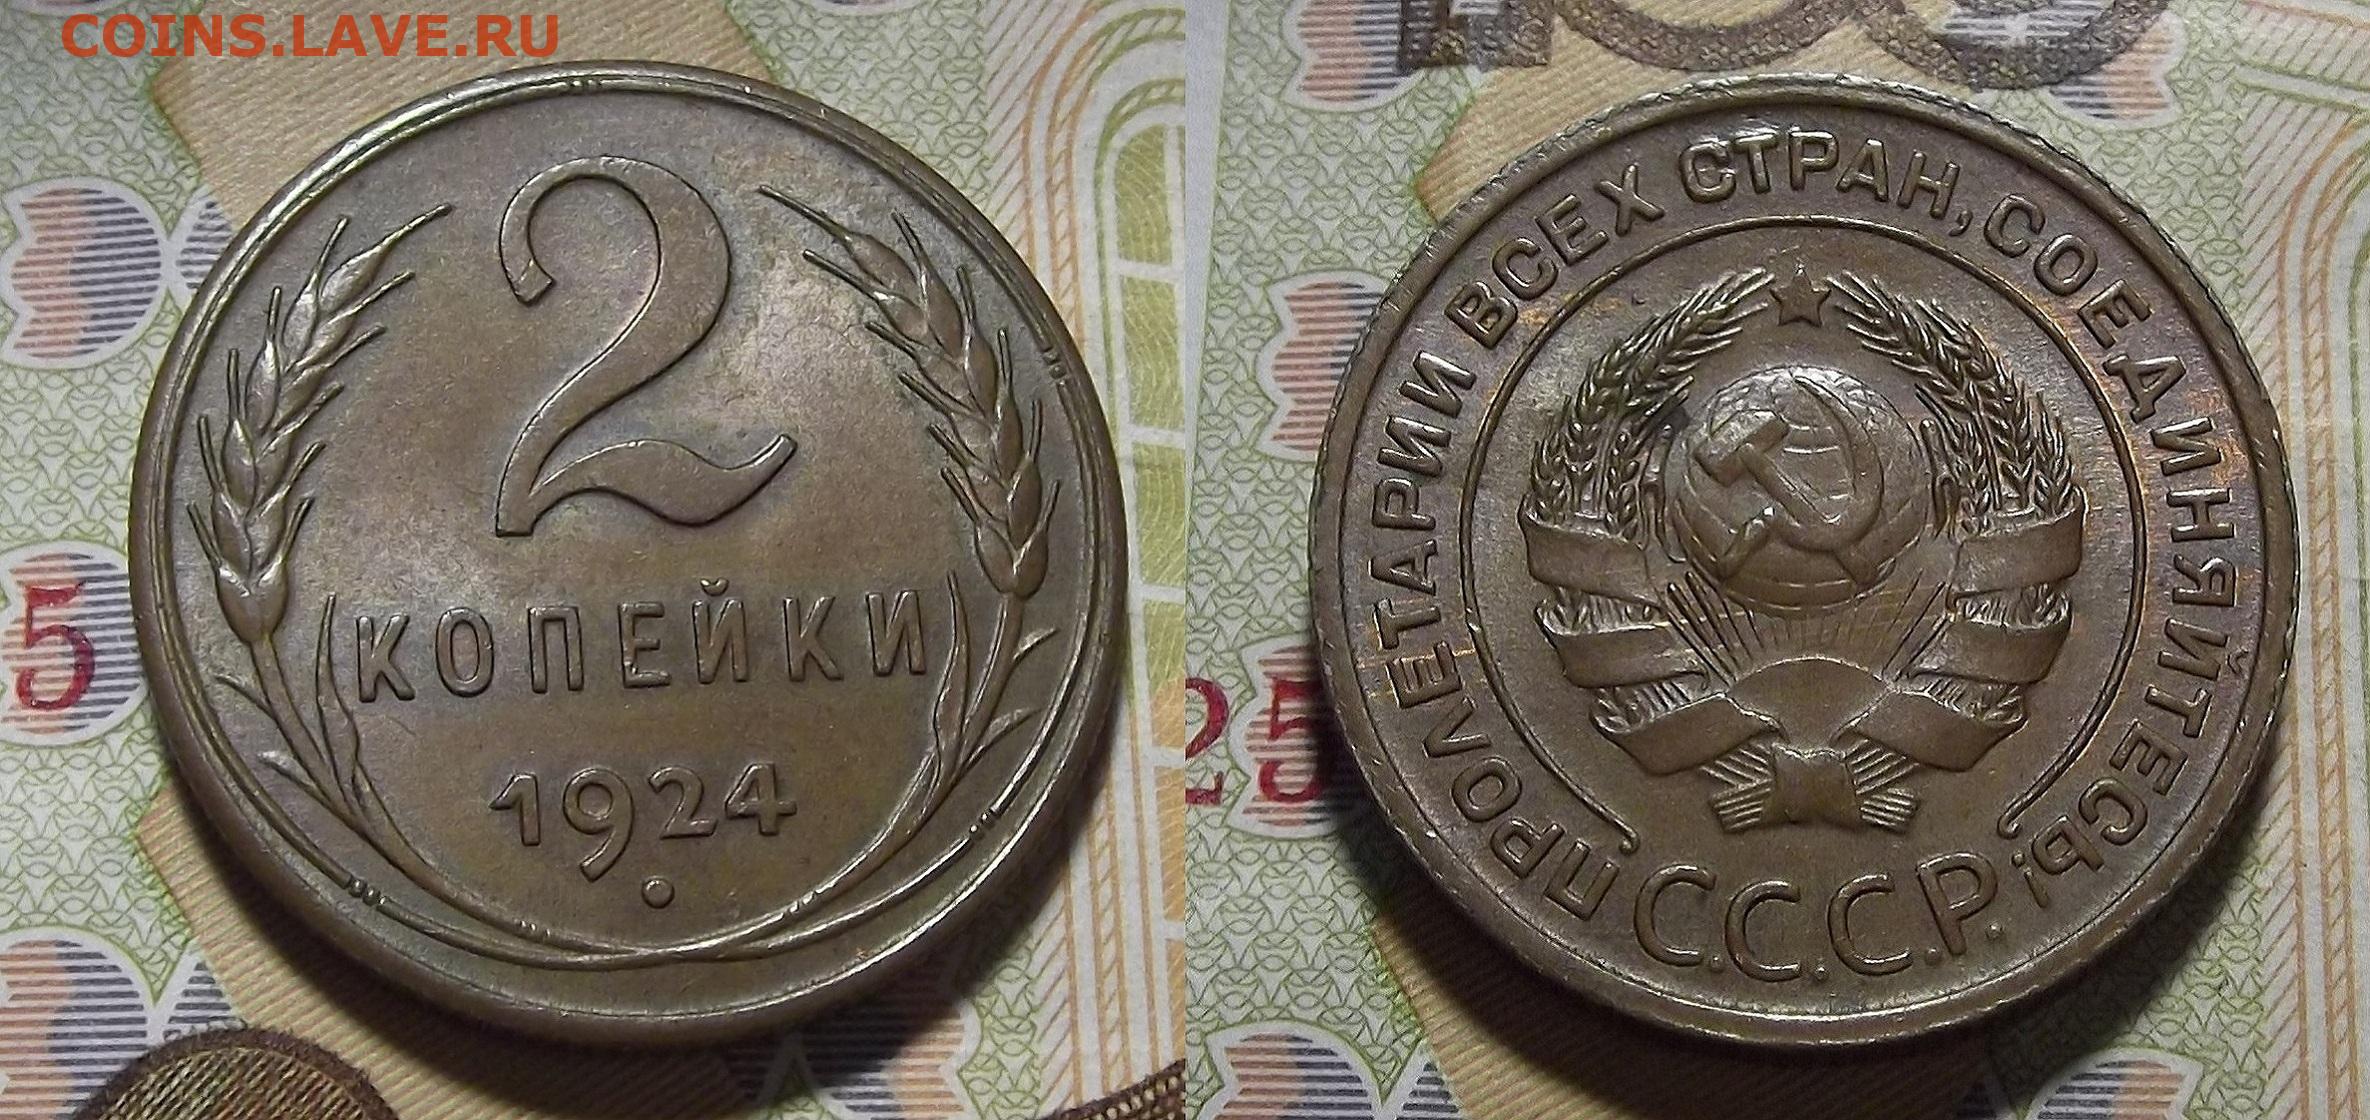 COINS.LAVE.RU
2
КОПЕЙКИ
1924
ПРОЛЕТАРИИ ВСЕХ СТРАН, СОЕДИНЯЙТЕСЬ!
С.С.С.Р.
5
25